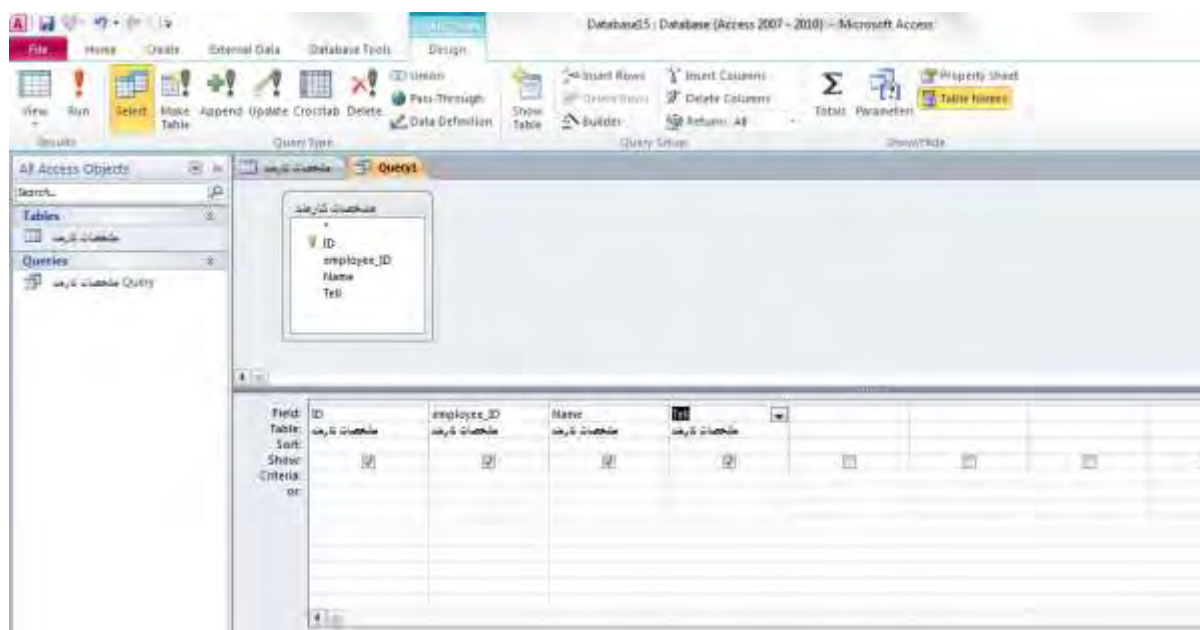 Database15 : Database (Access 2007 - 2010) - Microsoft Access
File Home Create External Data Database Tools Design
View Run Select Make Table Append Update Crosstab Delete
Union
Pass-Through
Data Definition
Show Table
Insert Rows
Delete Rows
Builder
Insert Columns
Delete Columns
Return: All
Totals Parameters
Property Sheet
Table Names
Results Query Type Query Setup Show/Hide
All Access Objects
Search..
Tables
مشخصات کارمند
Queries
مشخصات کارمند Query
مشخصات کارمند Query1
مشخصات کارمند
*
ID
employee_ID
Name
Tell
Field: ID employee_ID Name Tell
Table: مشخصات کارمند مشخصات کارمند مشخصات کارمند مشخصات کارمند
Sort:
Show:
Criteria:
or: